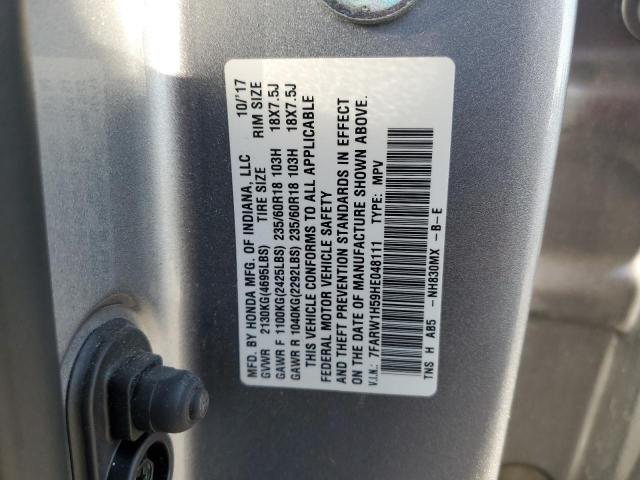 MFD. BY HONDA MFG. OF INDIANA, LLC 10/'17
GVWR 2130KG(4695LBS) TIRE SIZE RIM SIZE
GAWR F 1100KG(2425LBS) 235/60R18 103H 18X7.5J
GAWR R 1040KG(2292LBS) 235/60R18 103H 18X7.5J
THIS VEHICLE CONFORMS TO ALL APPLICABLE
FEDERAL MOTOR VEHICLE SAFETY
AND THEFT PREVENTION STANDARDS IN EFFECT
ON THE DATE OF MANUFACTURE SHOWN ABOVE.
V.I.N.: 7FARW1H59HE048111 TYPE: MPV
TNS H AB5 -NH830MX -B-E